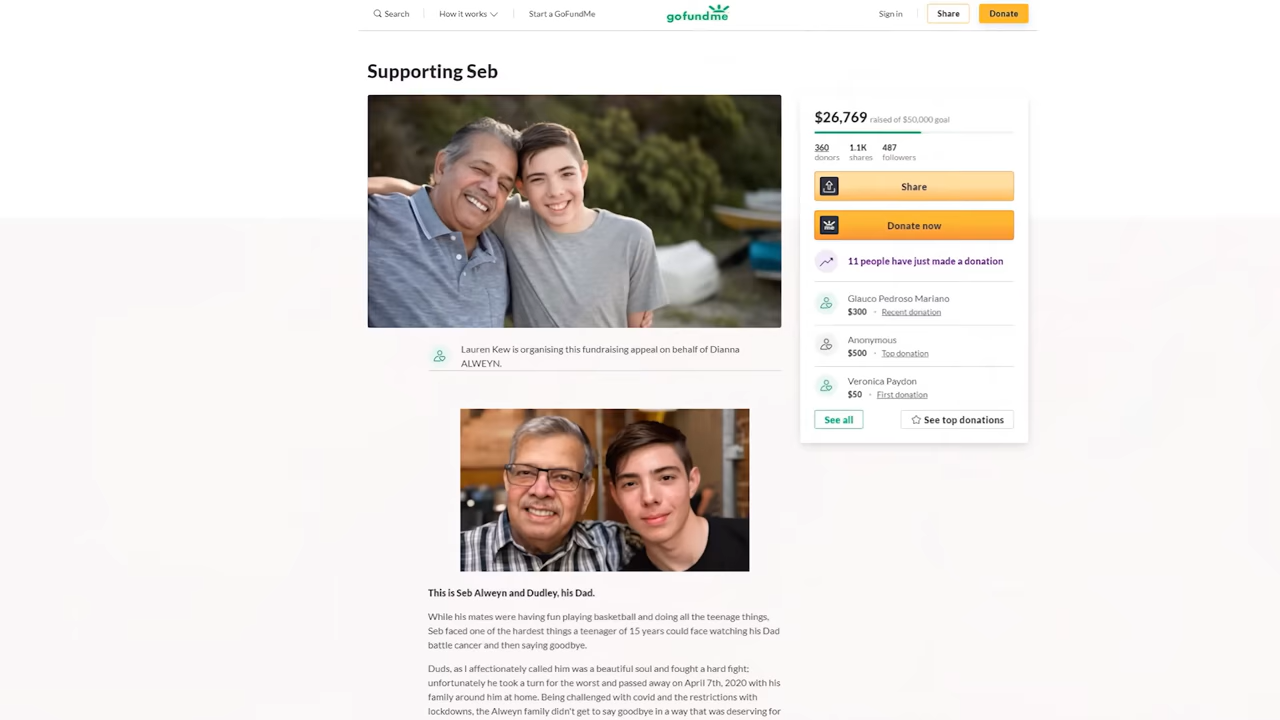 Search
How it works
Start a GoFundMe
gofundme
Sign in
Share
Donate
Supporting Seb
$26,769 raised of $50,000 goal
360 1.1K 487
donors shares followers
Share
me Donate now
11 people have just made a donation
Glauco Pedroso Mariano
$300 · Recent donation
Anonymous
$500 · Top donation
Veronica Paydon
$50 · First donation
See all
See top donations
Lauren Kew is organising this fundraising appeal on behalf of Dianna
ALWEYN.
This is Seb Alweyn and Dudley, his Dad.
While his mates were having fun playing basketball and doing all the teenage things,
Seb faced one of the hardest things a teenager of 15 years could face watching his Dad
battle cancer and then saying goodbye.
Duds, as I affectionately called him was a beautiful soul and fought a hard fight;
unfortunately he took a turn for the worst and passed away on April 7th, 2020 with his
family around him at home. Being challenged with covid and the restrictions with
lockdowns, the Alweyn family didn't get to say goodbye in a way that was deserving for